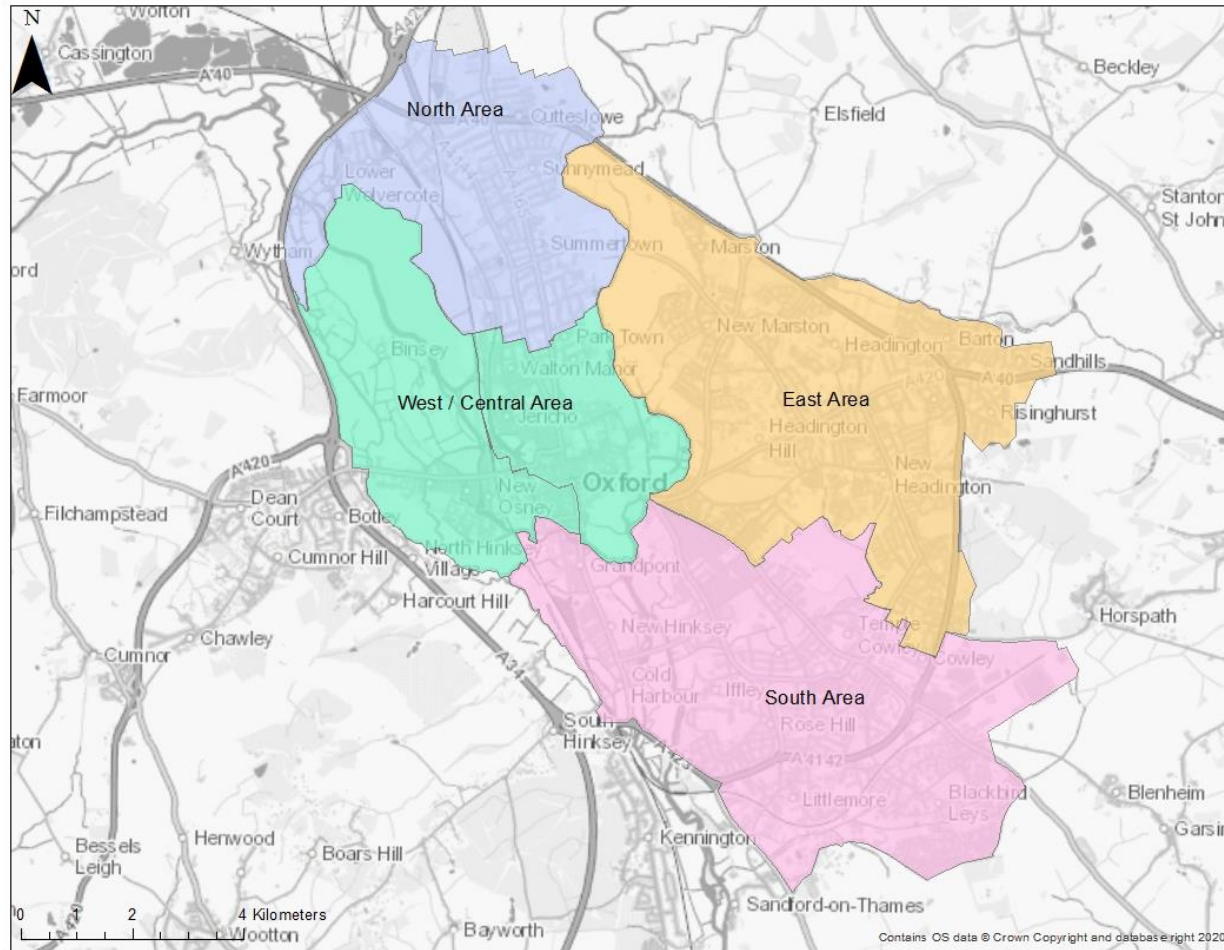 N
Wolvton
A420
Cassington
A40
North Area
A40
Cutteslowe
Beckley
Elsfield
A4144
Sunnymead
Lower
Wolvercote
Stanton
St John
Wytham
ord
Summertown
Marston
Park Town
New Marston
Headington
Barton
Sandhills
Binsey
Walton Manor
A420
A40
Farmoor
West / Central Area
Jericho
East Area
Risinghurst
Headington
Hill
A420
Dean
Court
New
Osney
Oxford
New
Headington
Filchampstead
Botley
Cumnor Hill
North Hinksey
Village
Grandpont
Harcourt Hill
Horspath
New Hinksey
Temple
Cowley
Chawley
Cowley
Cumnor
A34
Cold
Harbour
Iffley
South Area
Rose Hill
South
Hinksey
aton
A423
A4142
Littlemore
Blackbird
Leys
Blenheim
Garsin
Henwood
Kennington
Bessels
Leigh
Boars Hill
Sandford-on-Thames
0 1 2 4 Kilometers
Wootton
Bayworth
Contains OS data © Crown Copyright and database right 2020